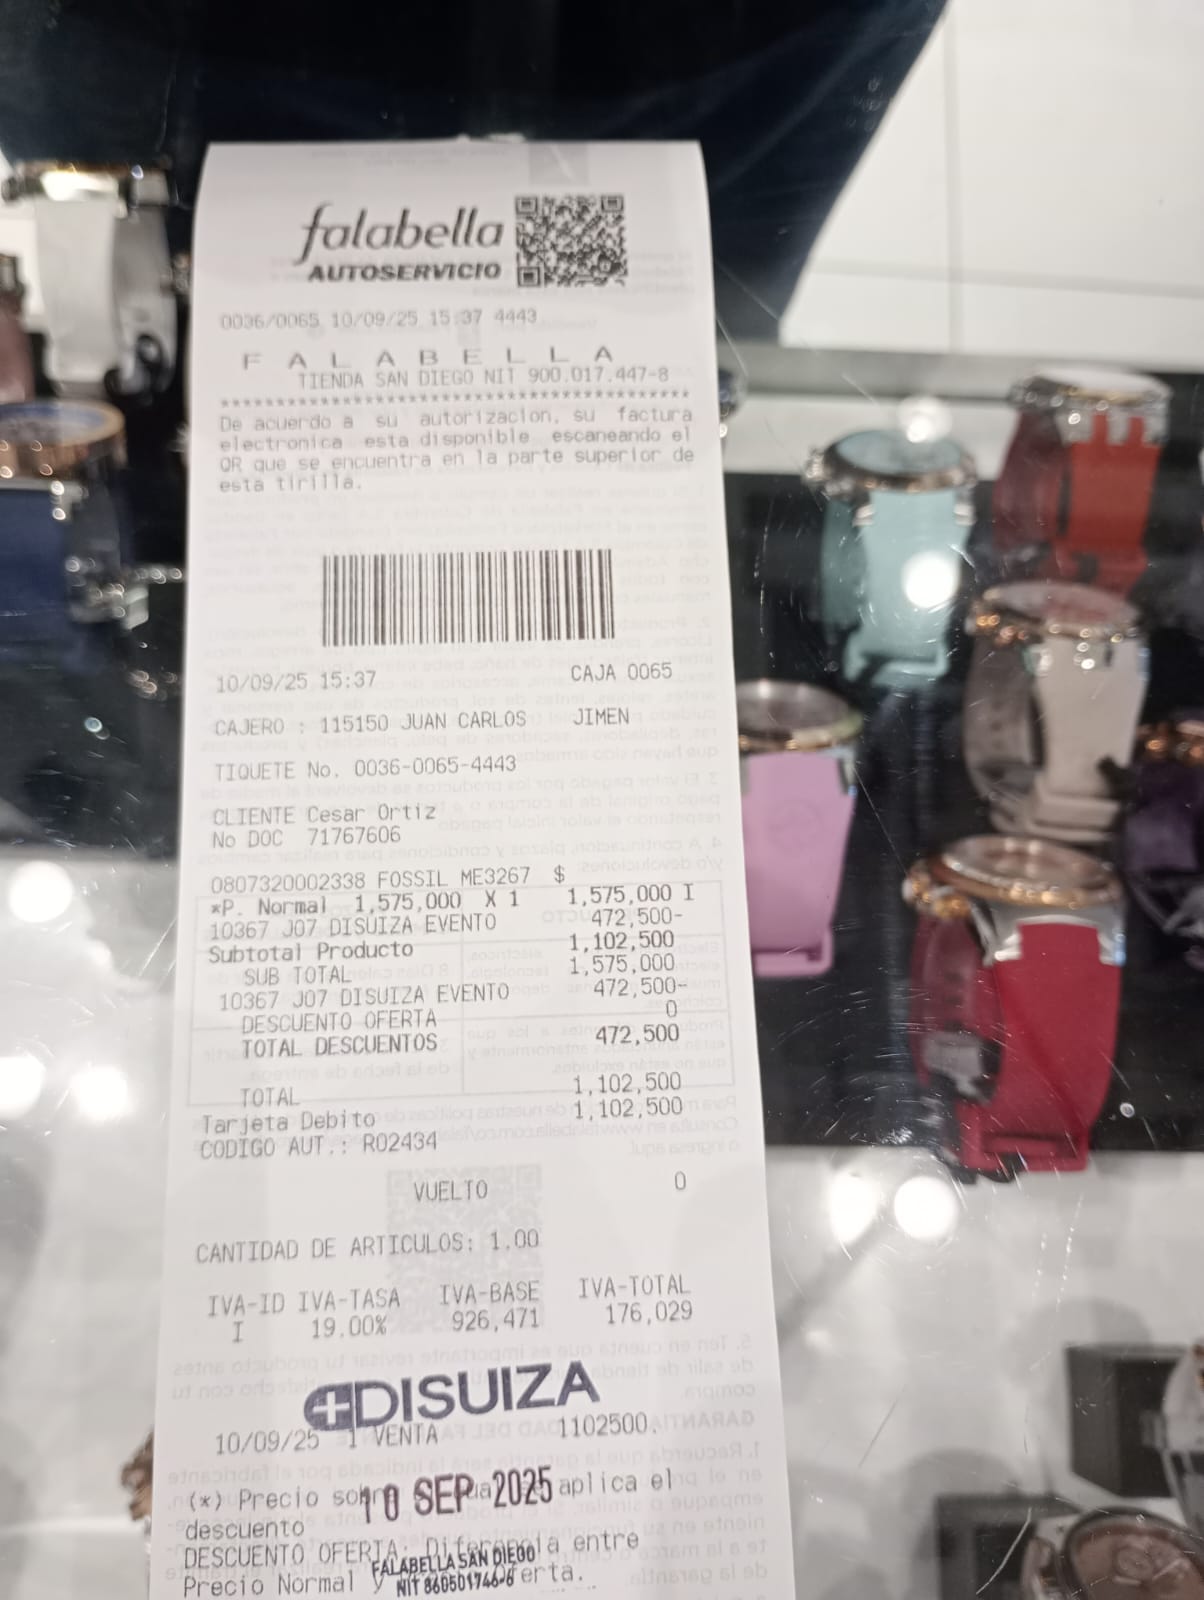 falabella
AUTOSERVICIO
0036/0065 10/09/25 15:37 4443
F A L A B E L L A
TIENDA SAN DIEGO NIT 900.017.447-8
****************************************
De acuerdo a su autorizacion, su factura
electronica esta disponible escaneando el
QR que se encuentra en la parte superior de
esta tirilla.
10/09/25 15:37 CAJA 0065
CAJERO : 115150 JUAN CARLOS JIMEN
TIQUETE No. 0036-0065-4443
CLIENTE Cesar Ortiz
No DOC 71767606
0807320002338 FOSSIL ME3267 $
*P. Normal 1,575,000 X 1 1,575,000 I
10367 J07 DISUIZA EVENTO 472,500-
Subtotal Producto 1,102,500
SUB TOTAL 1,575,000
10367 J07 DISUIZA EVENTO 472,500-
DESCUENTO OFERTA 0
TOTAL DESCUENTOS 472,500
TOTAL 1,102,500
Tarjeta Debito 1,102,500
CODIGO AUT.: R02434
VUELTO 0
CANTIDAD DE ARTICULOS: 1.00
IVA-ID IVA-TASA IVA-BASE IVA-TOTAL
I 19.00% 926,471 176,029
DISUIZA
10/09/25 1 VENTA 1102500.
(*) Precio aplica el
10 SEP 2025
descuento
DESCUENTO OFERTA: entre
FALABELLA SAN DIEGO
Precio Normal y
NIT 860501746-6